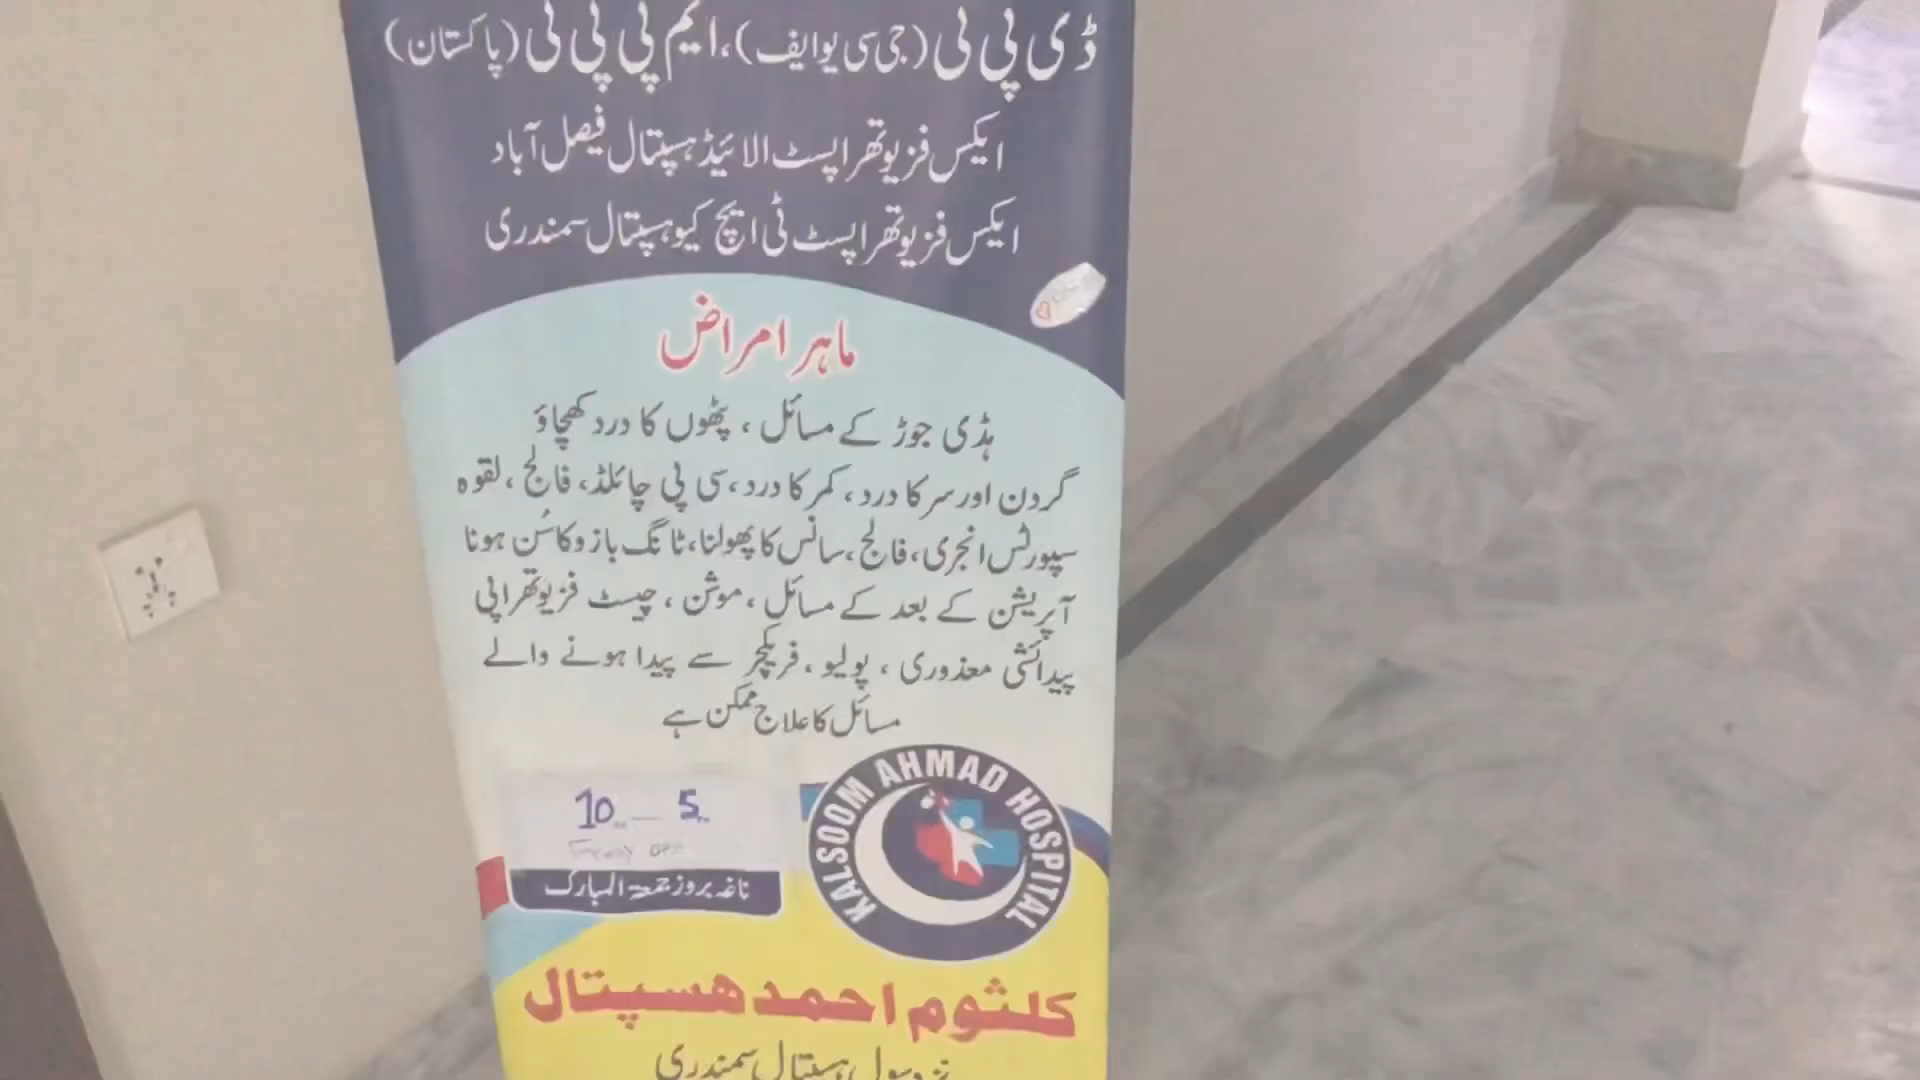 ڈی پی ٹی (جی سی یو ایف)، ایم پی پی ٹی (پاکستان)
ایکس فزیوتھراپسٹ الائیڈ ہسپتال فیصل آباد
ایکس فزیوتھراپسٹ ٹی ایچ کیو ہسپتال سمندری
ماہر امراض
ہڈی جوڑ کے مسائل، پٹھوں کا درد کھچاؤ
گردن اور سر کا درد، کمر کا درد، سی پی چائلڈ، فالج، لقوہ
سپورٹس انجری، فالج، سانس کا پھولنا، ٹانگ بازو کا سُن ہونا
آپریشن کے بعد کے مسائل، موشن، چیسٹ فزیوتھراپی
پیدائشی معذوری، پولیو، فریکچر سے پیدا ہونے والے
مسائل کا علاج ممکن ہے
KALSOOM AHMAD HOSPITAL
10 — 5
ناغہ بروز جمعۃ المبارک
کلثوم احمد ہسپتال
ہسپتال سمندری